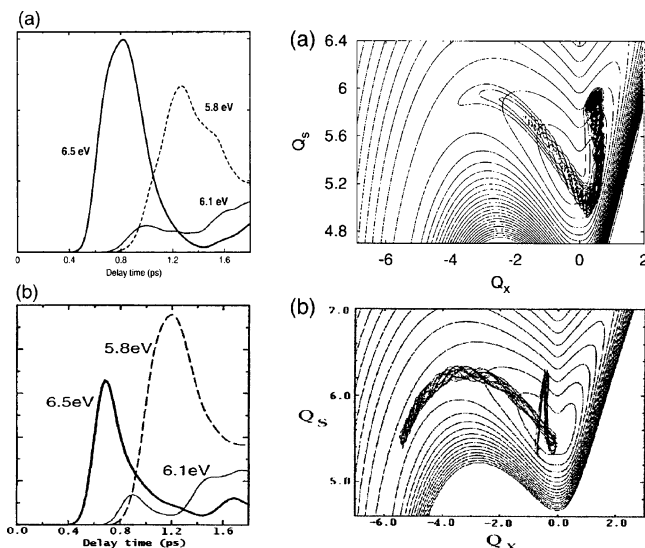 (a)
6.5 eV
5.8 eV
6.1 eV
0 0.4 0.8 1.2 1.6
Delay time (ps)
(a)
6.4
6
5.6
5.2
4.8
Qs
-6 -4 -2 0 2
Qx
(b)
5.8eV
6.5eV
6.1eV
0.0 0.4 0.8 1.2 1.6
Delay time (ps)
(b)
7.0
6.0
5.0
Qs
-6.0 -4.0 -2.0 0.0 2.0
Qx